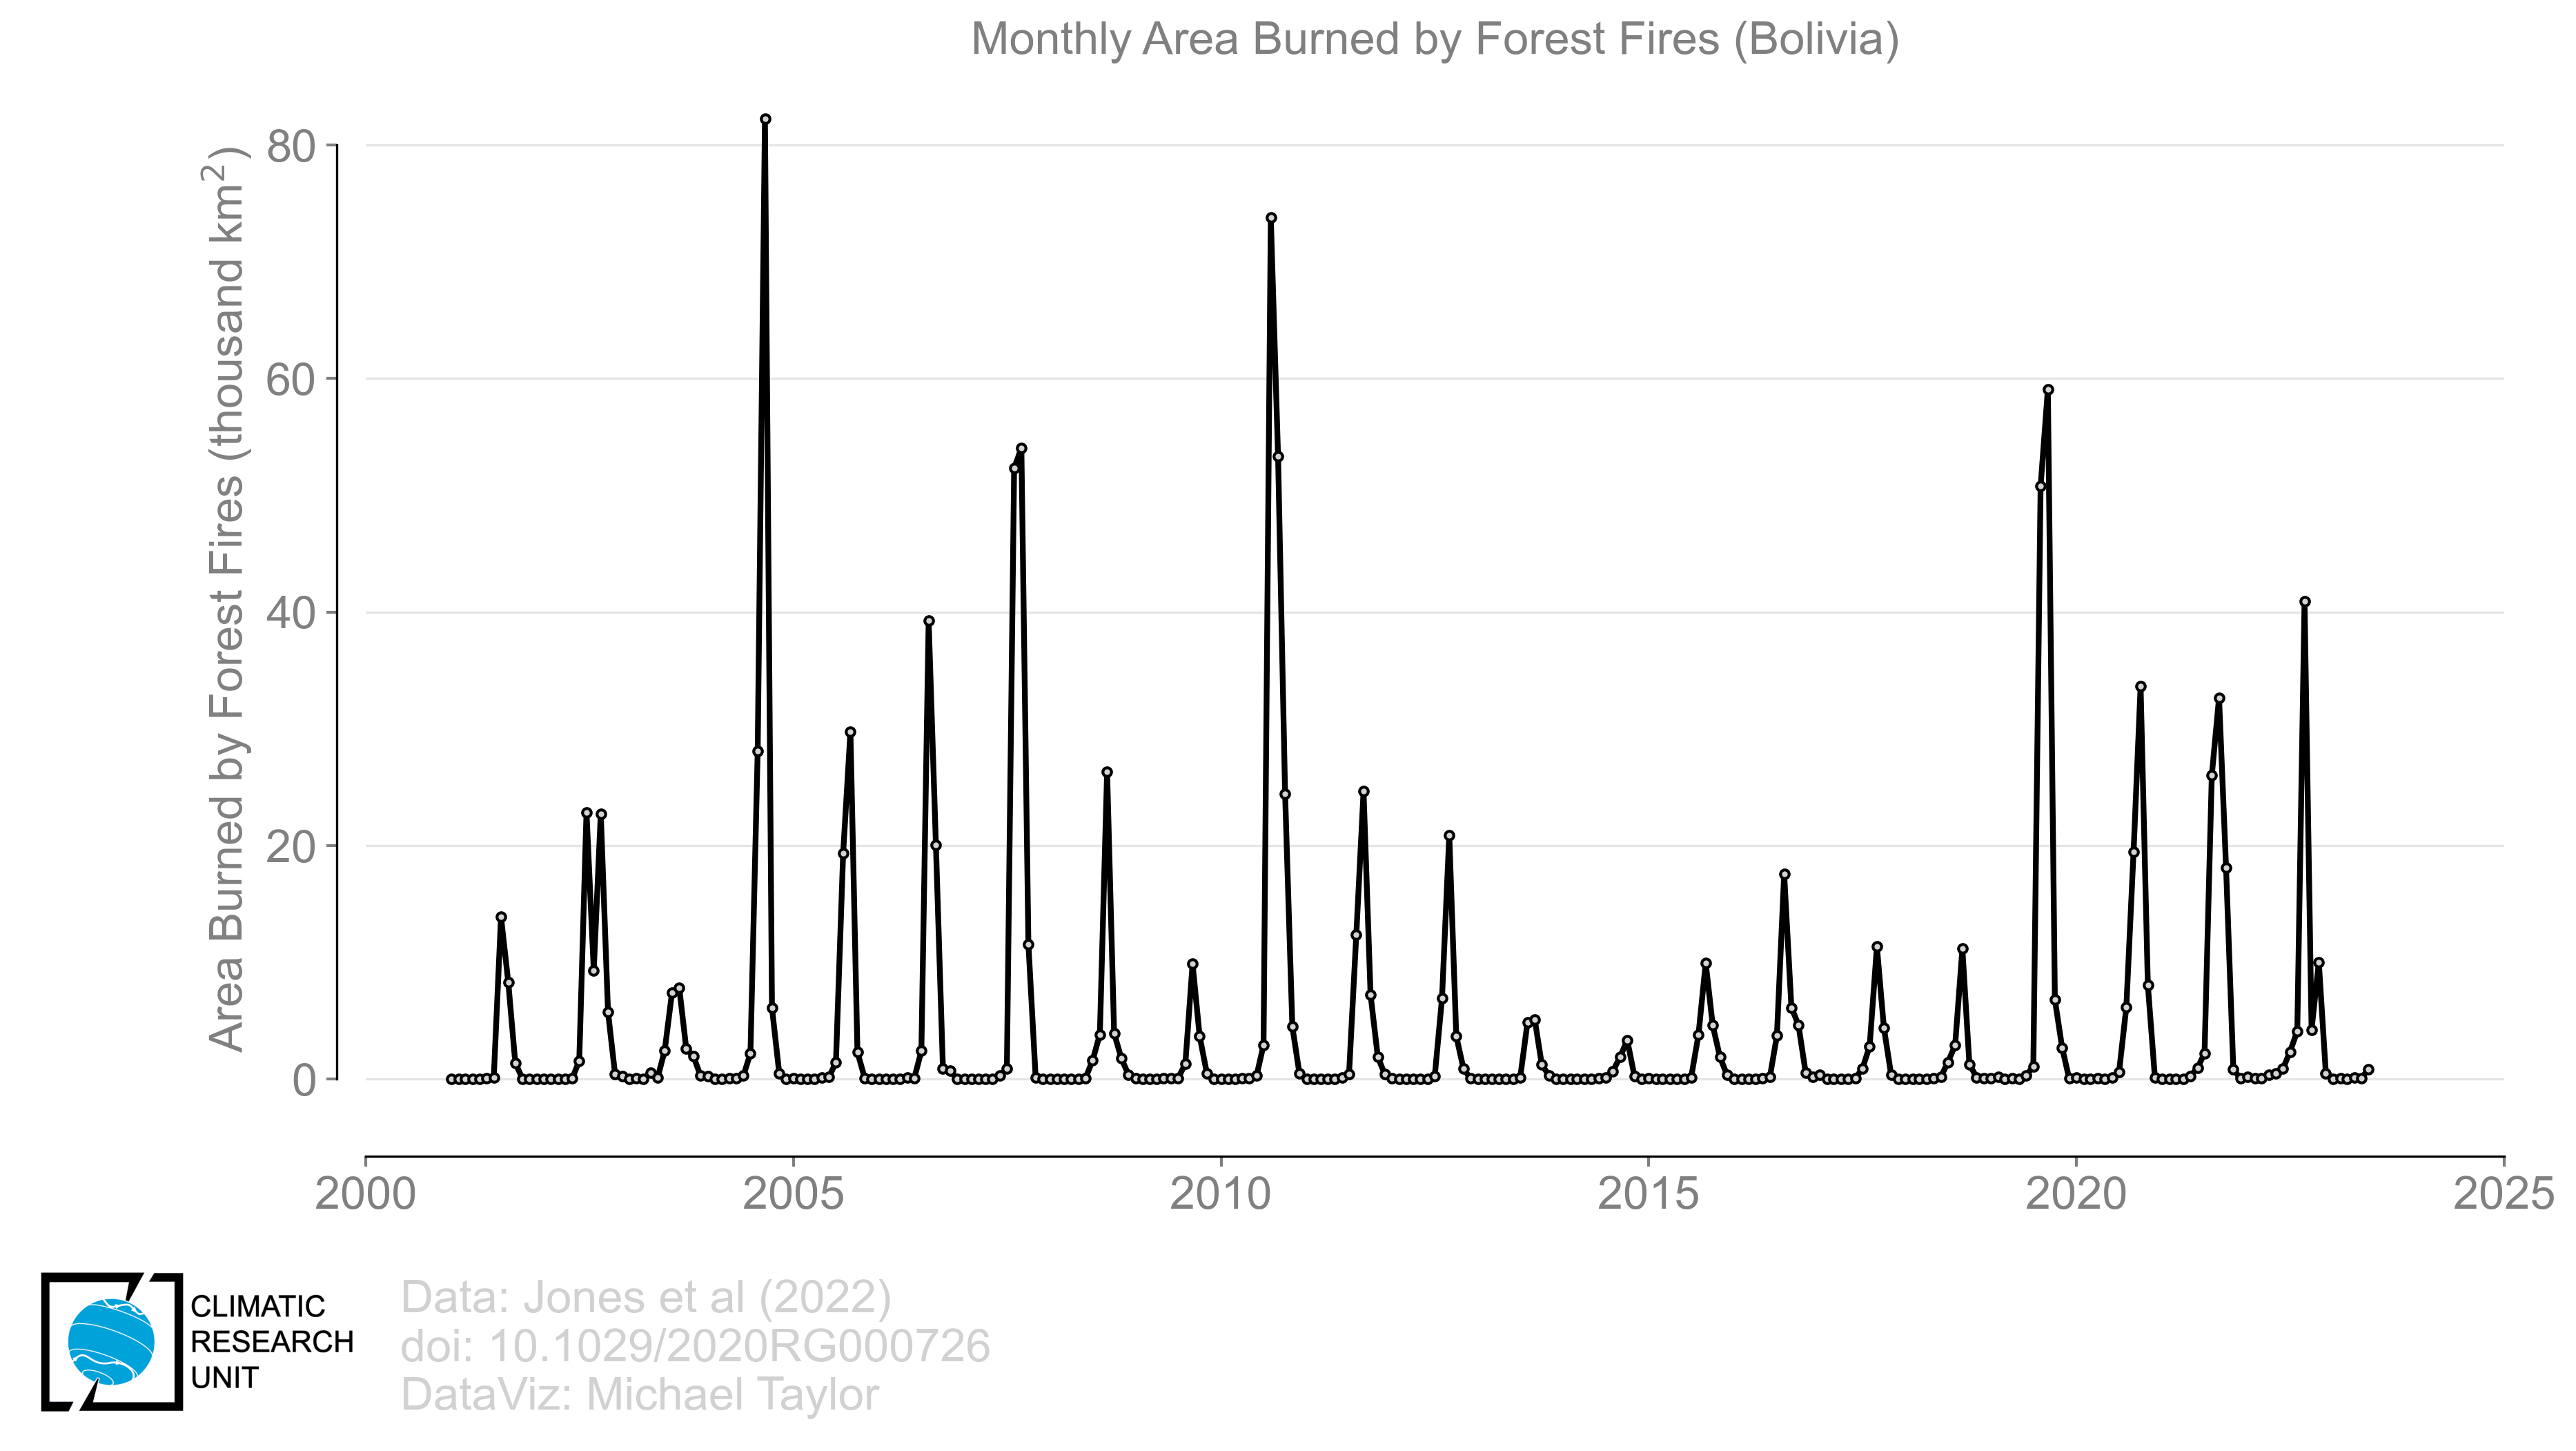 Monthly Area Burned by Forest Fires (Bolivia)
Area Burned by Forest Fires (thousand km²)
80
60
40
20
0
2000
2005
2010
2015
2020
2025
CLIMATIC
RESEARCH
UNIT
Data: Jones et al (2022)
doi: 10.1029/2020RG000726
DataViz: Michael Taylor